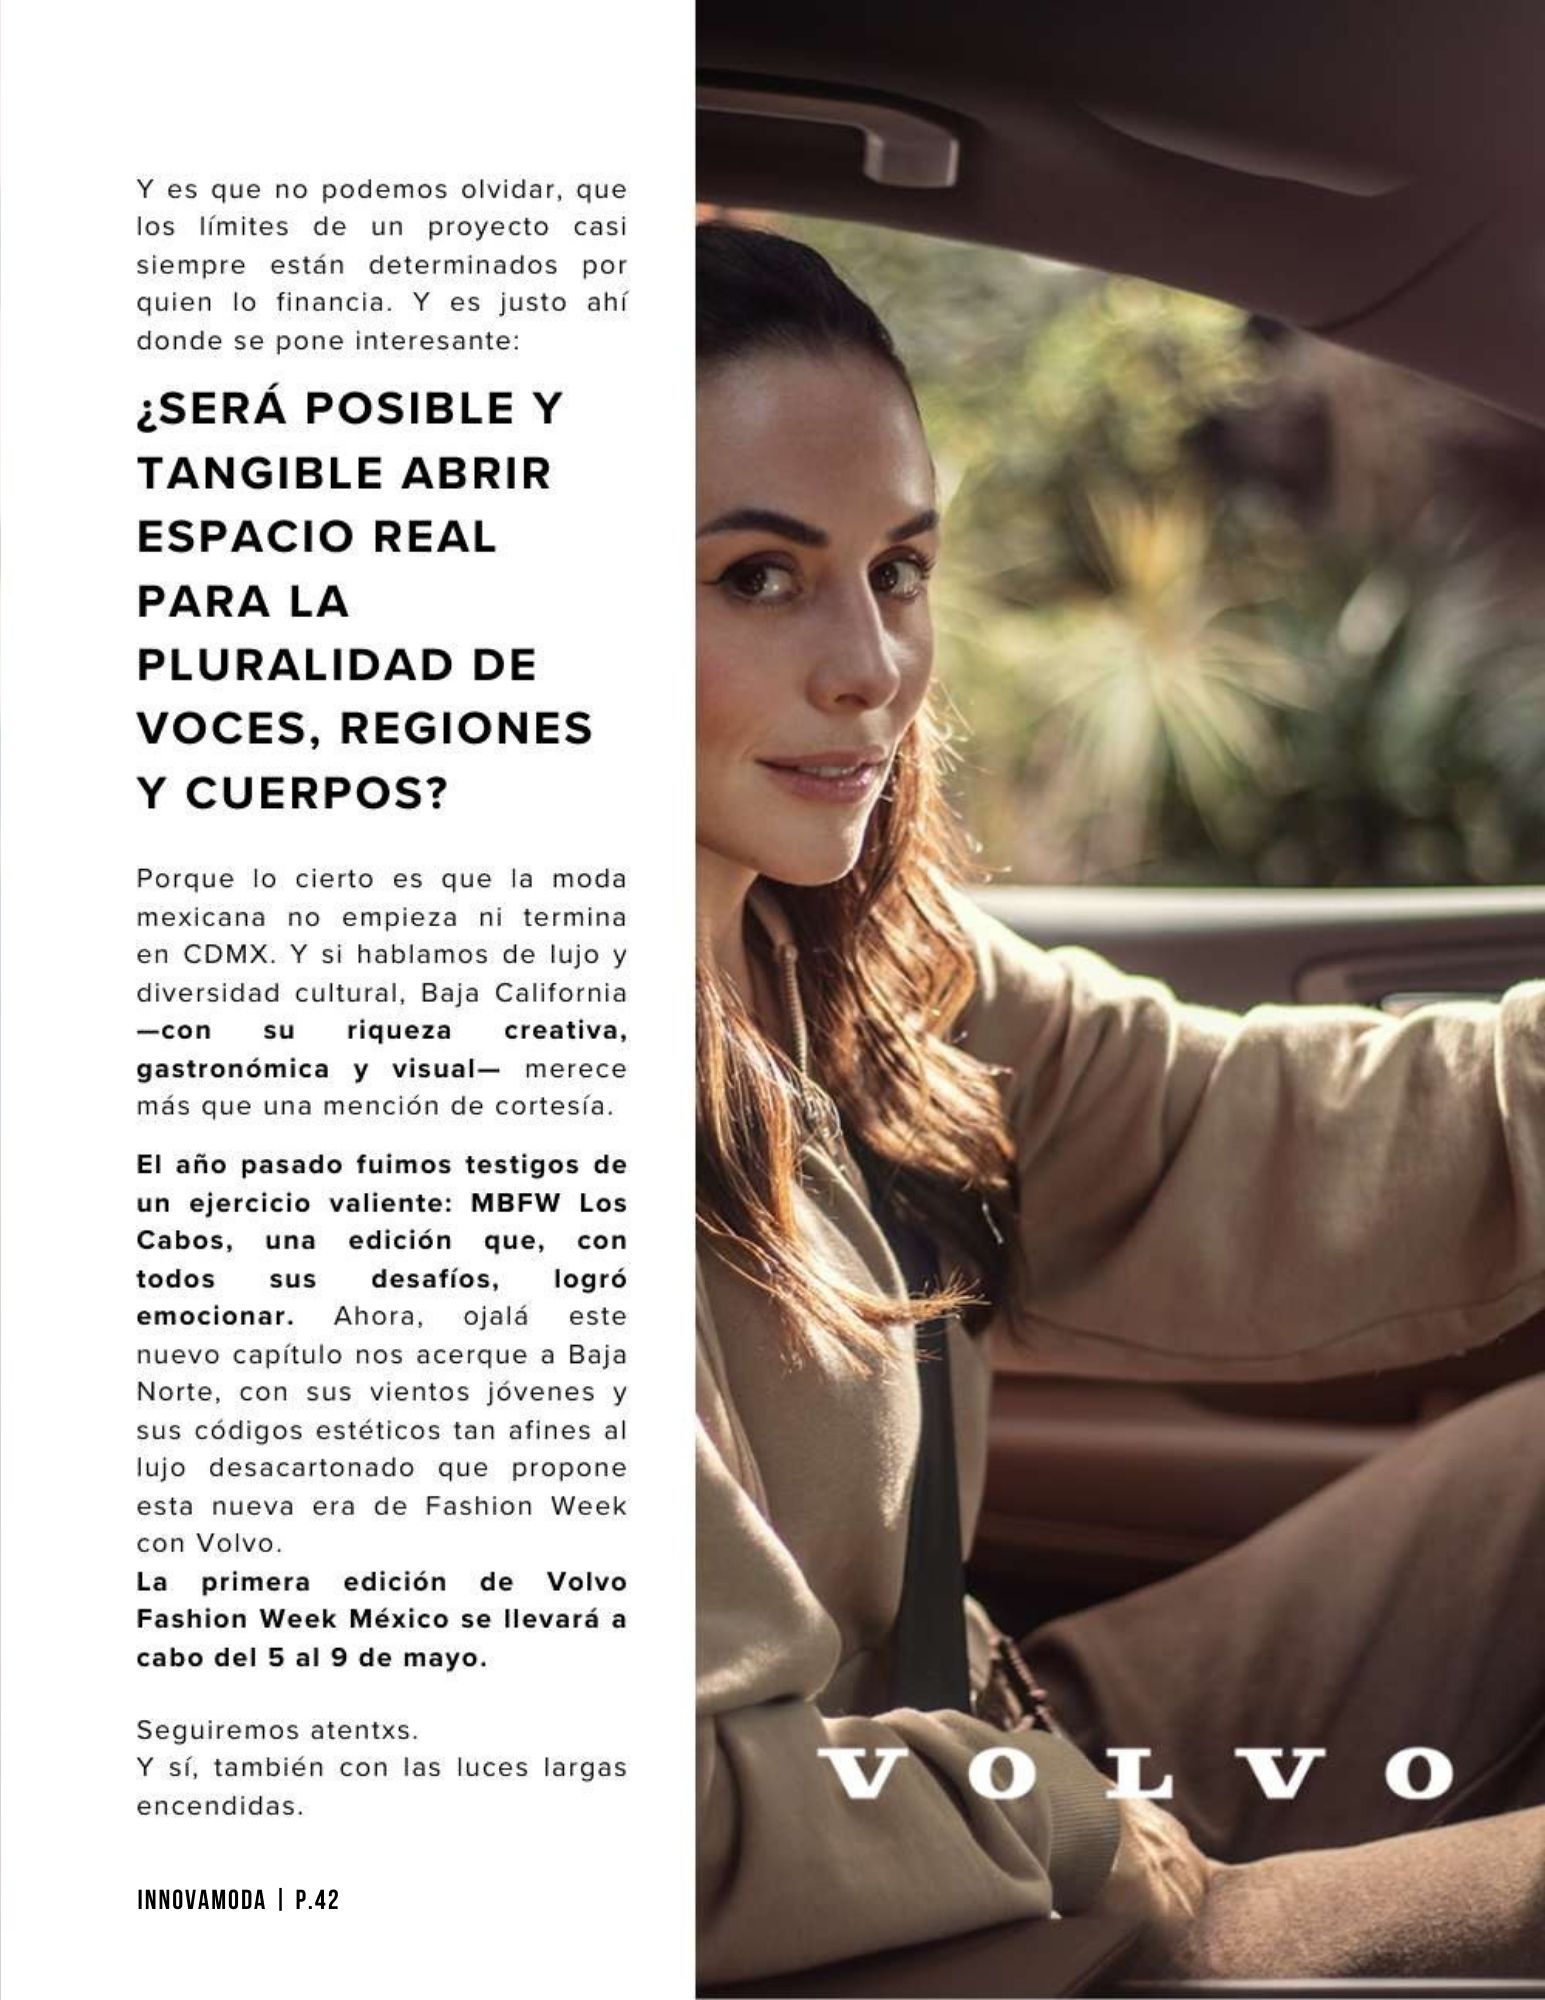 Y es que no podemos olvidar, que
los límites de un proyecto casi
siempre están determinados por
quien lo financia. Y es justo ahí
donde se pone interesante:
¿SERÁ POSIBLE Y
TANGIBLE ABRIR
ESPACIO REAL
PARA LA
PLURALIDAD DE
VOCES, REGIONES
Y CUERPOS?
Porque lo cierto es que la moda
mexicana no empieza ni termina
en CDMX. Y si hablamos de lujo y
diversidad cultural, Baja California
—con su riqueza creativa,
gastronómica y visual— merece
más que una mención de cortesía.
El año pasado fuimos testigos de
un ejercicio valiente: MBFW Los
Cabos, una edición que, con
todos sus desafíos, logró
emocionar. Ahora, ojalá este
nuevo capítulo nos acerque a Baja
Norte, con sus vientos jóvenes y
sus códigos estéticos tan afines al
lujo desacartonado que propone
esta nueva era de Fashion Week
con Volvo.
La primera edición de Volvo
Fashion Week México se llevará a
cabo del 5 al 9 de mayo.
Seguiremos atentxs.
Y sí, también con las luces largas
encendidas.
INNOVAMODA | P.42
VOLVO